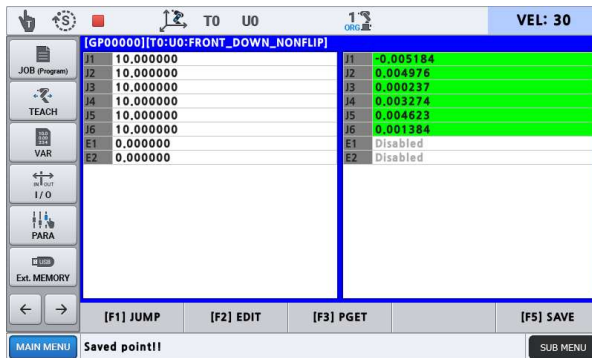 S T0 U0 1 ORG VEL: 30
[GP00000][T0:U0:FRONT_DOWN_NONFLIP]
JOB (Program)
TEACH
VAR
IN OUT
I/O
PARA
USB
Ext. MEMORY
J1 10,000000
J2 10,000000
J3 10,000000
J4 10,000000
J5 10,000000
J6 10,000000
E1 0,000000
E2 0,000000
J1 -0,005184
J2 0,004976
J3 0,000237
J4 0,003274
J5 0,004623
J6 0,001384
E1 Disabled
E2 Disabled
[F1] JUMP [F2] EDIT [F3] PGET [F5] SAVE
MAIN MENU Saved point!! SUB MENU